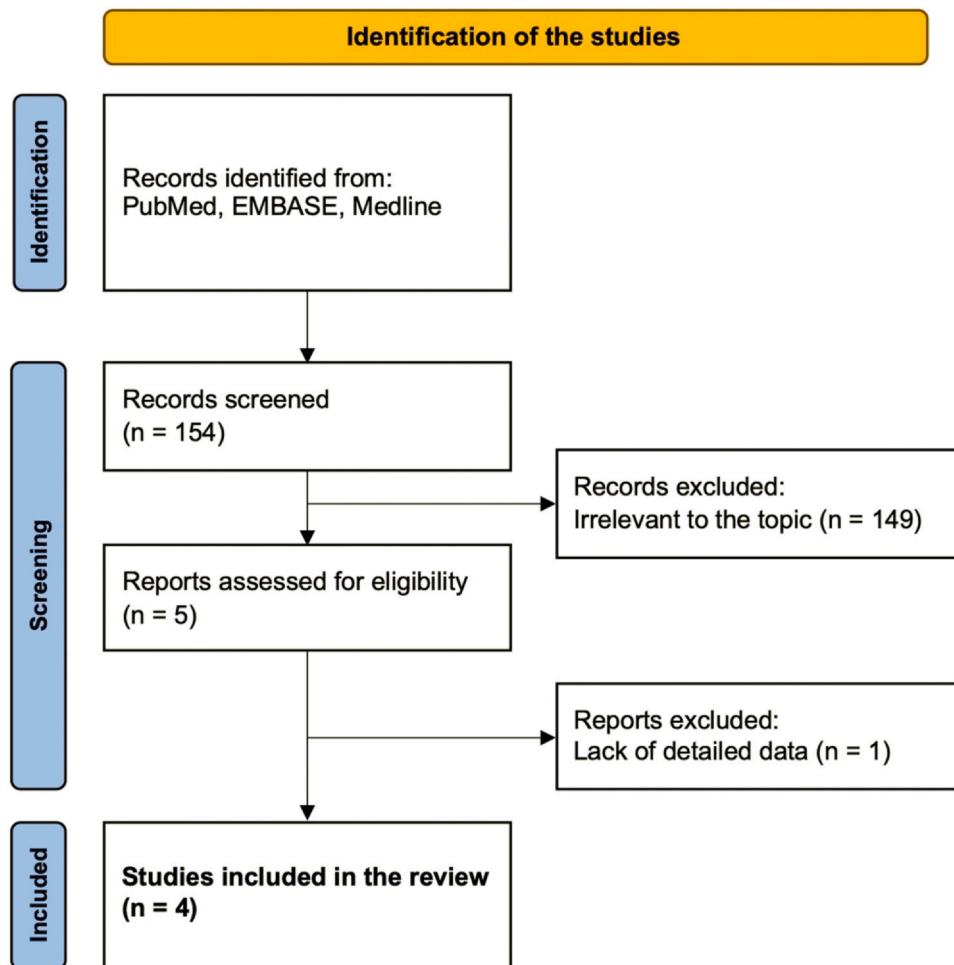 Identification of the studies
Identification
Records identified from:
PubMed, EMBASE, Medline
Screening
Records screened
(n = 154)
Records excluded:
Irrelevant to the topic (n = 149)
Reports assessed for eligibility
(n = 5)
Reports excluded:
Lack of detailed data (n = 1)
Included
Studies included in the review
(n = 4)